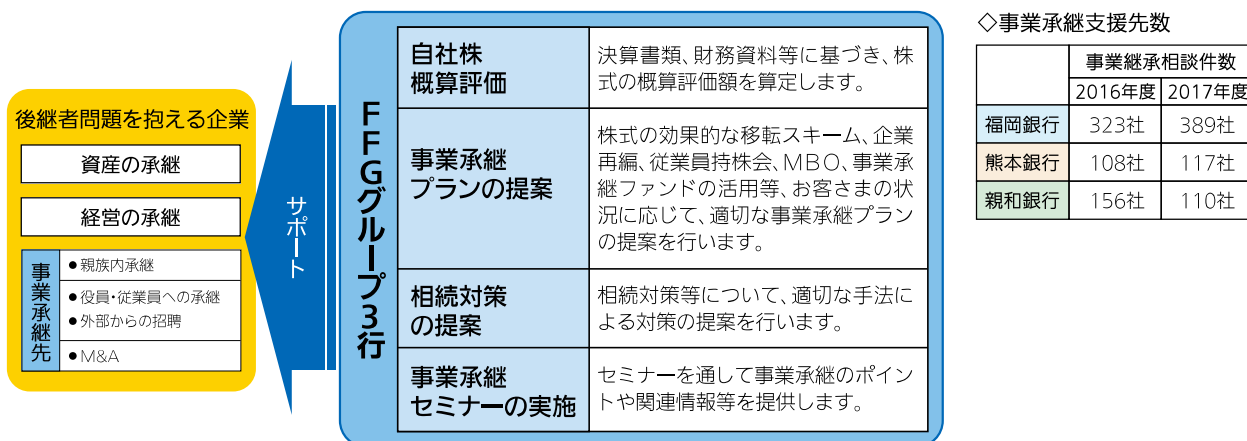 後継者問題を抱える企業
資産の承継
経営の承継
事業承継先
●親族内承継
●役員・従業員への承継
●外部からの招聘
●M&A
サポート
FFGグループ3行
自社株
概算評価
決算書類、財務資料等に基づき、株
式の概算評価額を算定します。
事業承継
プランの提案
株式の効果的な移転スキーム、企業
再編、従業員持株会、MBO、事業承
継ファンドの活用等、お客さまの状
況に応じて、適切な事業承継プラン
の提案を行います。
相続対策
の提案
相続対策等について、適切な手法に
よる対策の提案を行います。
事業承継
セミナーの実施
セミナーを通して事業承継のポイン
トや関連情報等を提供します。
◇事業承継支援先数
事業継承相談件数
2016年度 2017年度
福岡銀行 323社 389社
熊本銀行 108社 117社
親和銀行 156社 110社